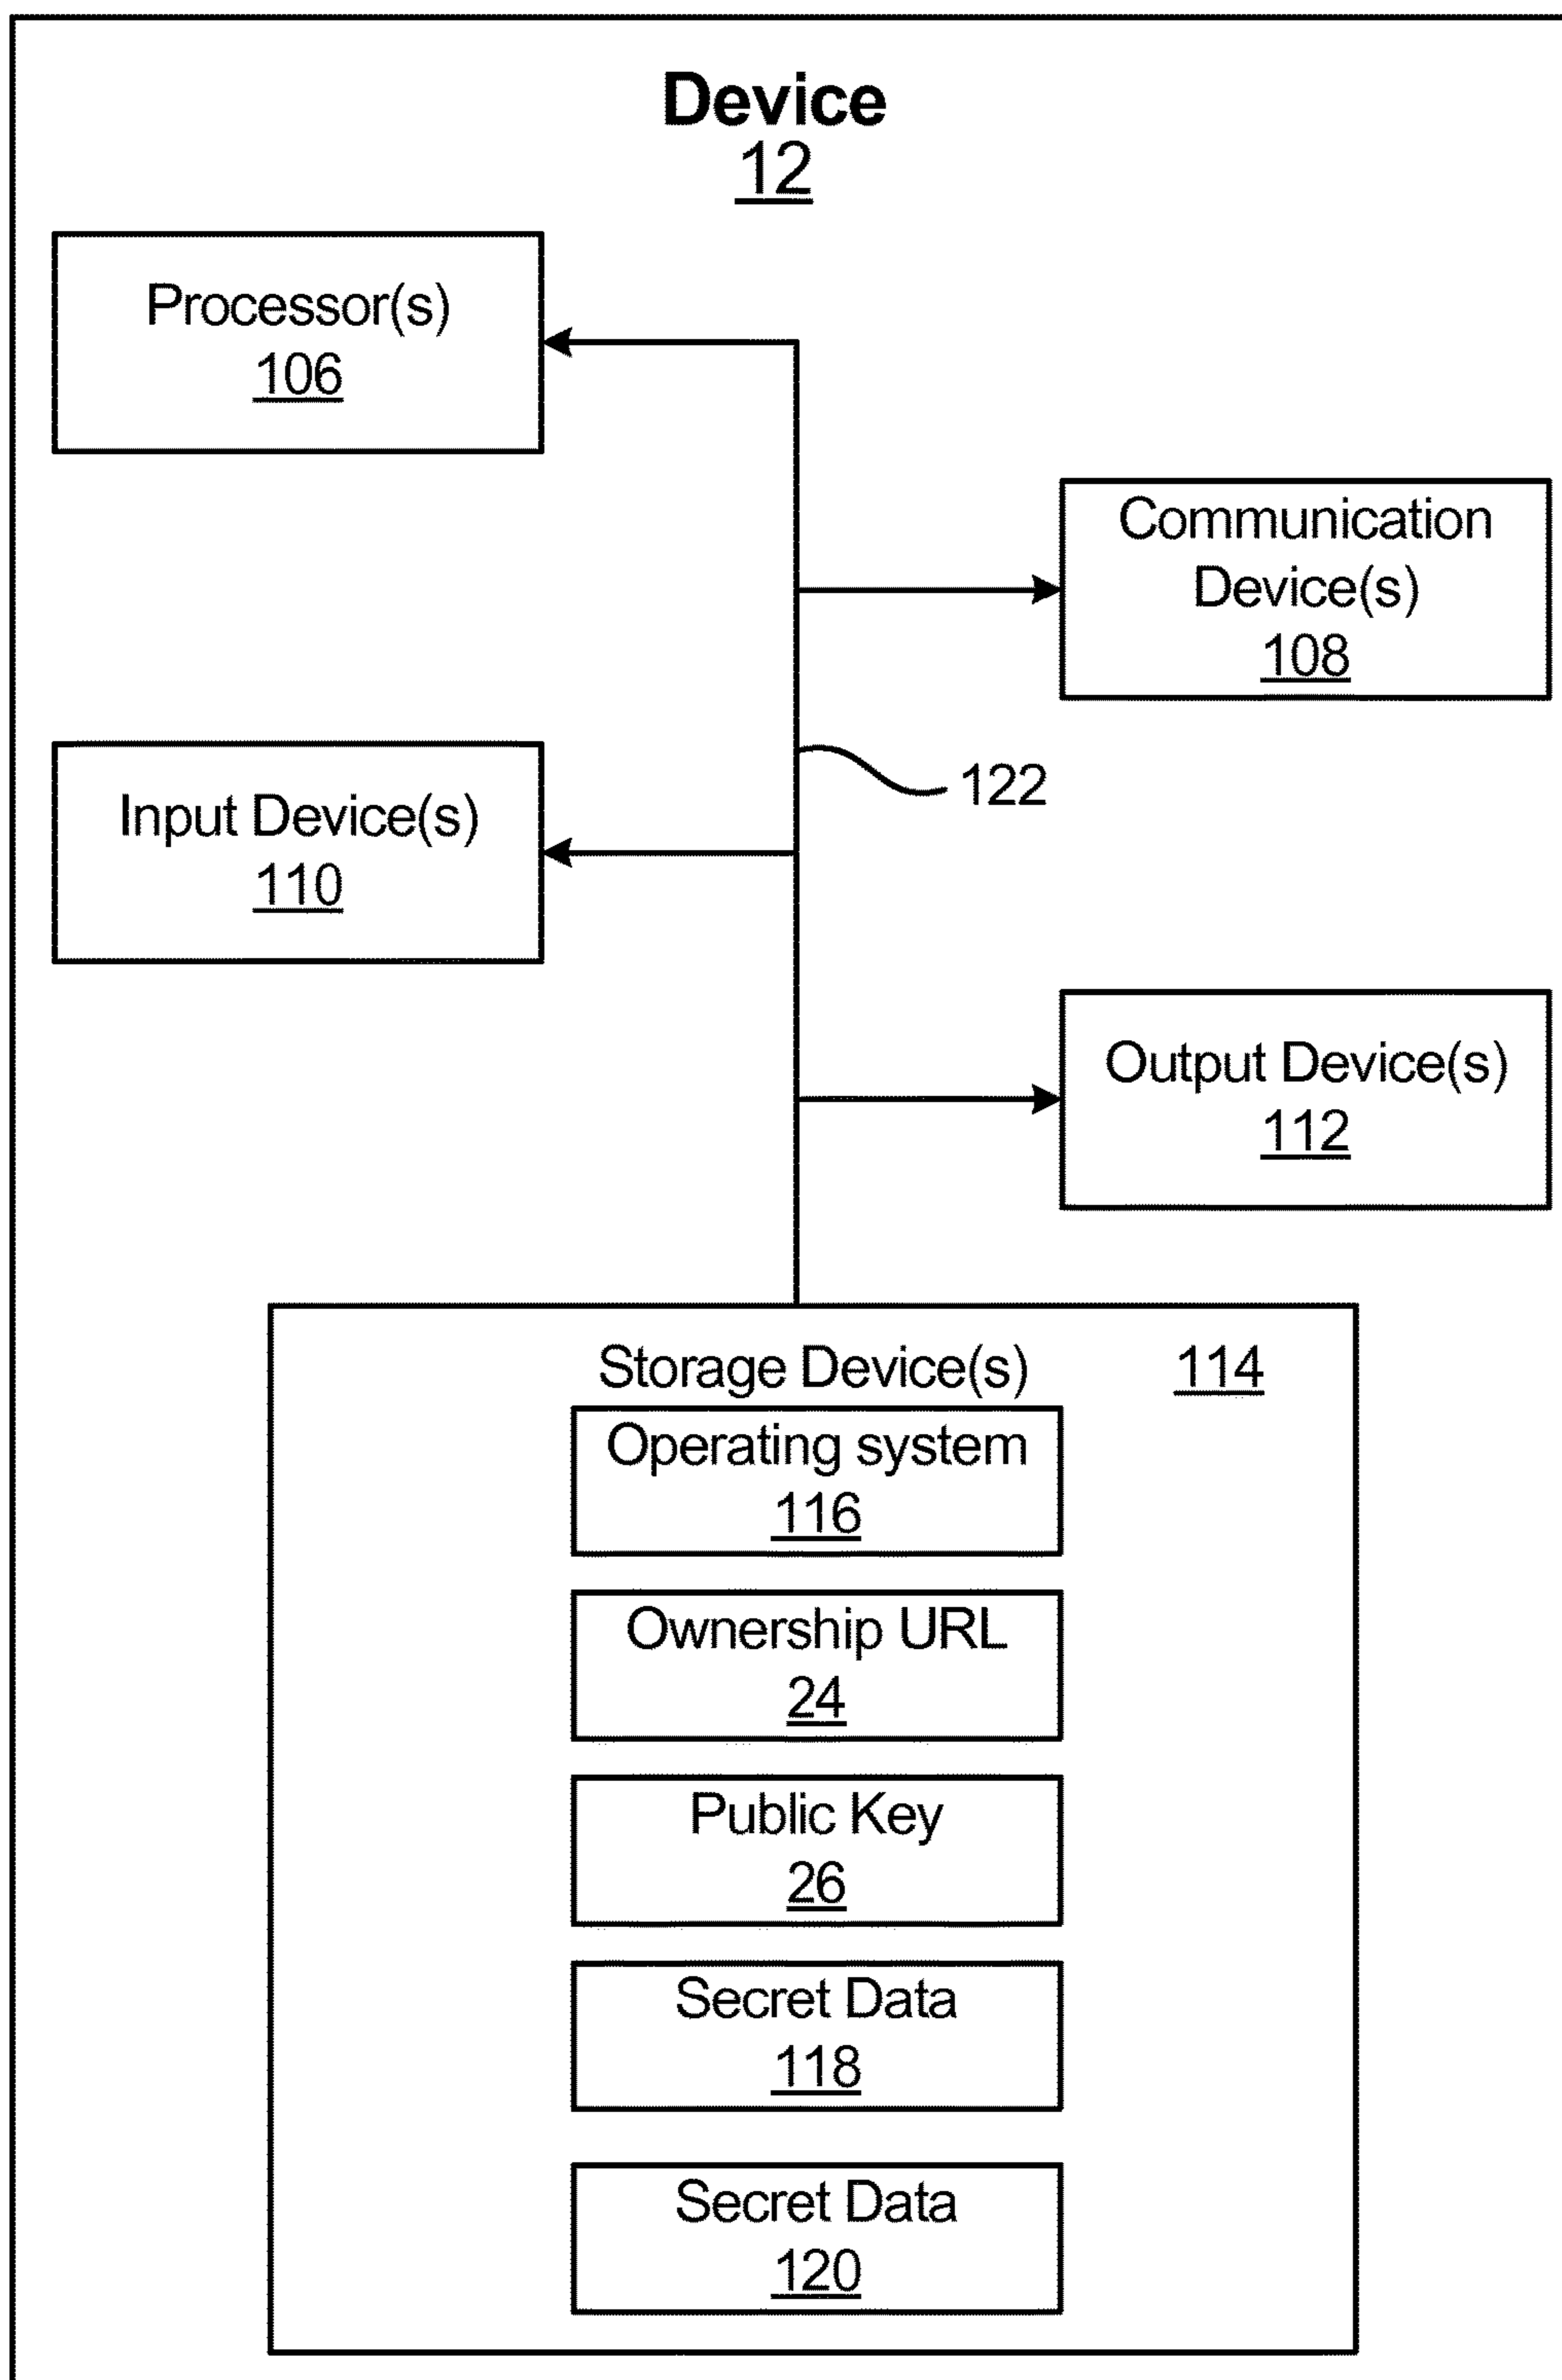 Device
12
Processor(s)
106
Communication
Device(s)
108
122
Input Device(s)
110
Output Device(s)
112
Storage Device(s) 114
Operating system
116
Ownership URL
24
Public Key
26
Secret Data
118
Secret Data
120